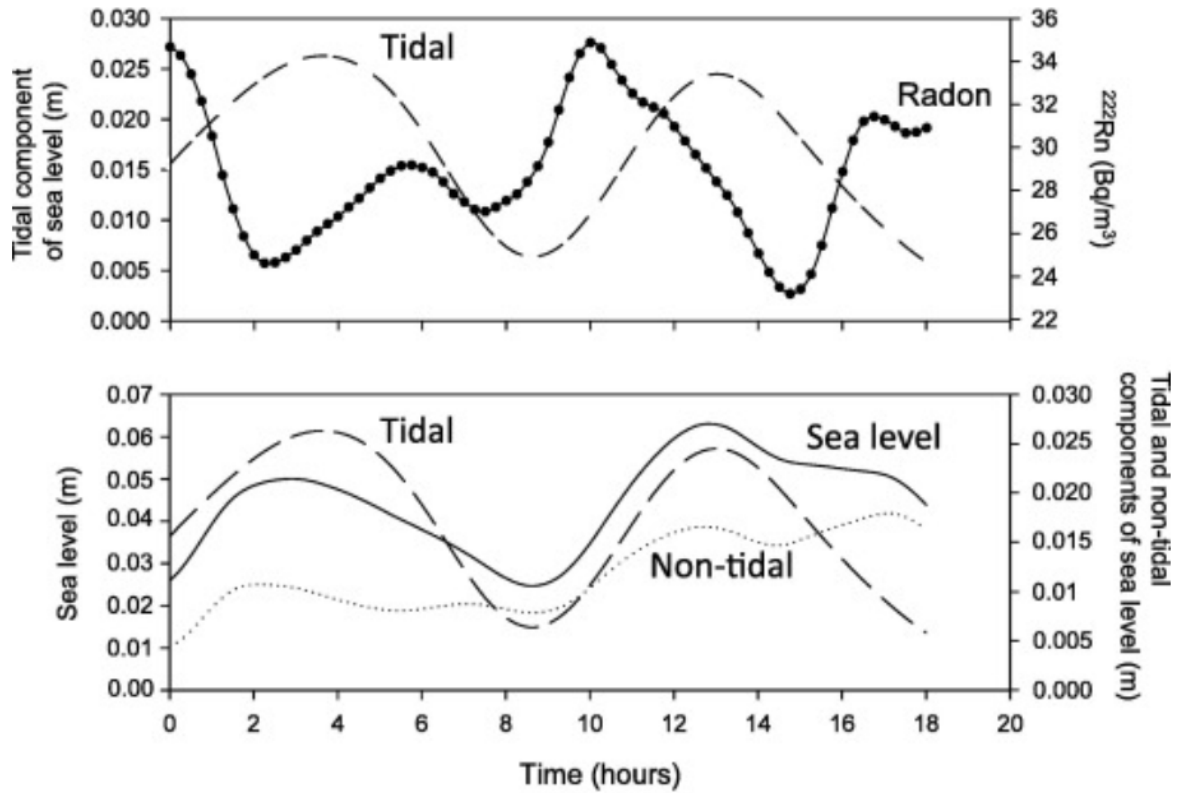 Tidal component
of sea level (m)
0.030
0.025
0.020
0.015
0.010
0.005
0.000
Tidal
Radon
36
34
32
30
28
26
24
22
²²²Rn (Bq/m³)
Sea level (m)
0.07
0.06
0.05
0.04
0.03
0.02
0.01
0.00
Tidal
Sea level
Non-tidal
0.030
0.025
0.020
0.015
0.010
0.005
0.000
Tidal and non-tidal
components of sea level (m)
0 2 4 6 8 10 12 14 16 18 20
Time (hours)